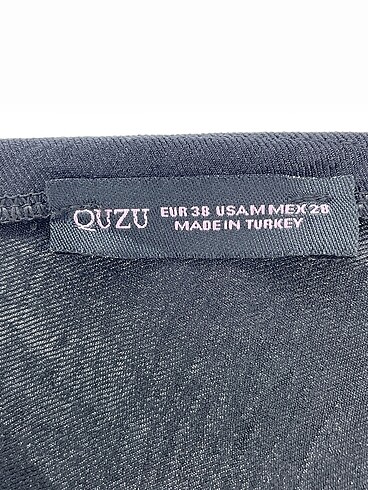 QUZU EUR 38 USA M MEX 28
MADE IN TURKEY